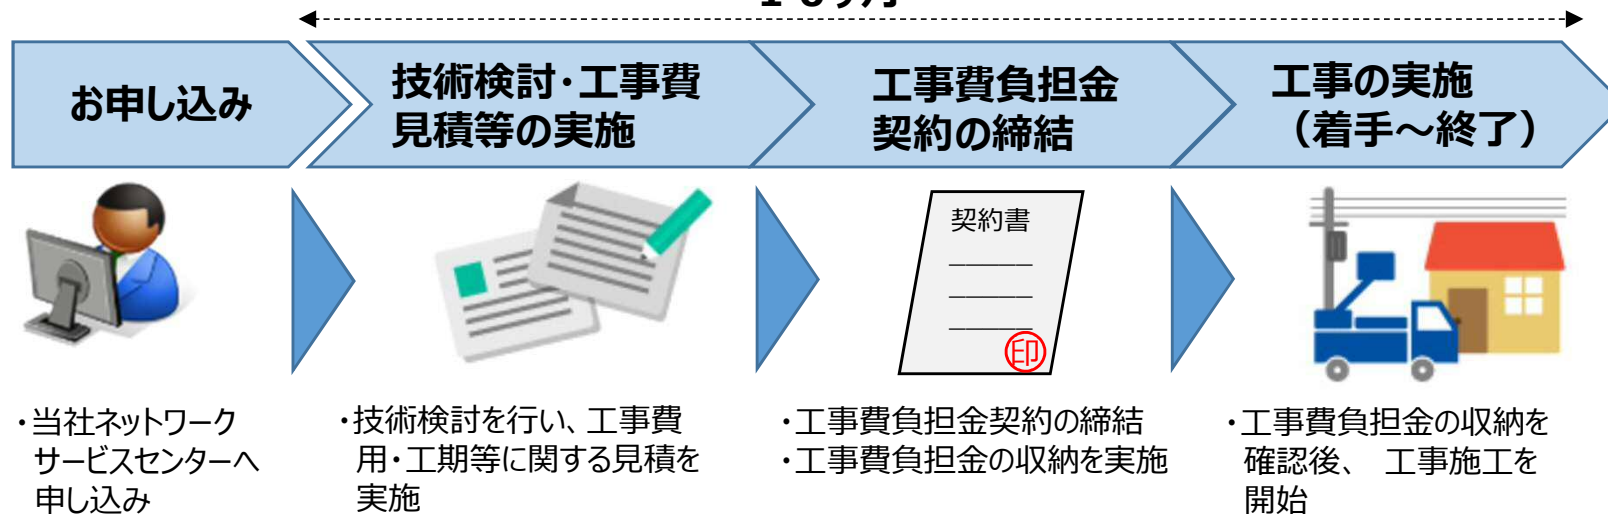 お申し込み
技術検討・工事費
見積等の実施
工事費負担金
契約の締結
工事の実施
（着手～終了）
契約書
印
・当社ネットワーク
サービスセンターへ
申し込み
・技術検討を行い、工事費
用・工期等に関する見積を
実施
・工事費負担金契約の締結
・工事費負担金の収納を実施
・工事費負担金の収納を
確認後、 工事施工を
開始